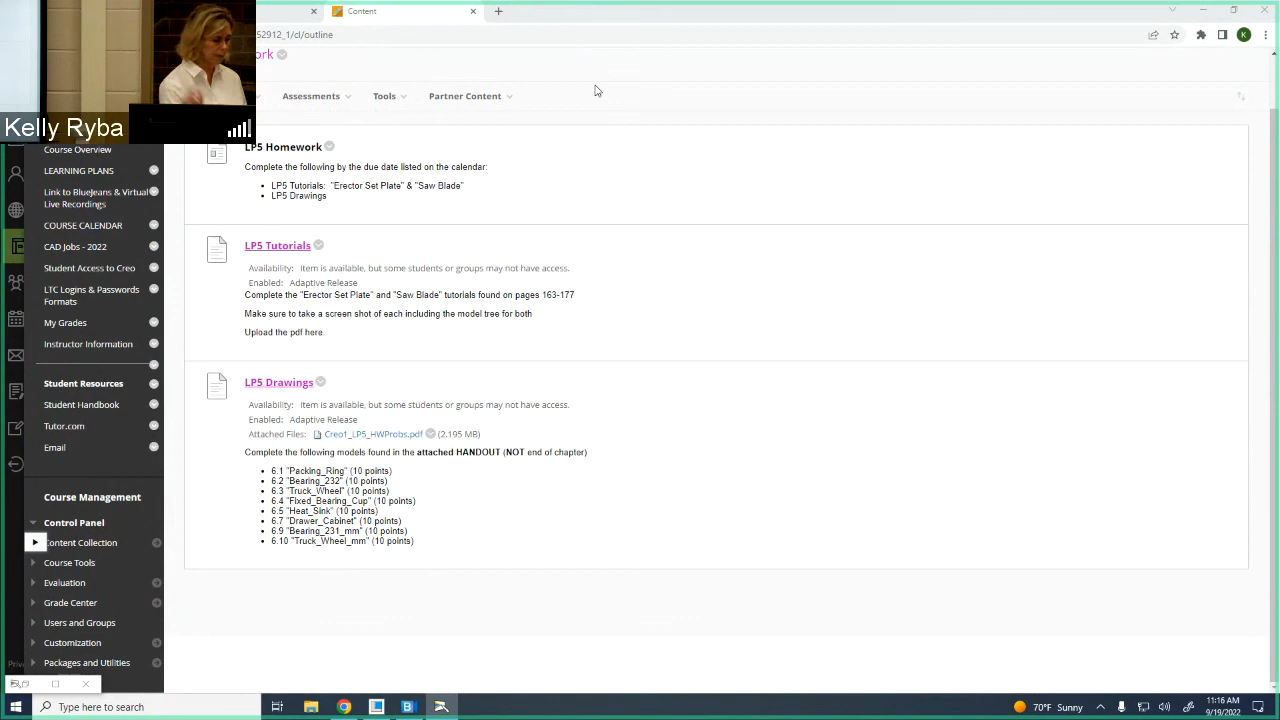 Content
52912_1/cl/outline
K
ork
Assessments
Tools
Partner Content
Kelly Ryba
Course Overview
LEARNING PLANS
Link to BlueJeans & Virtual
Live Recordings
COURSE CALENDAR
CAD Jobs - 2022
Student Access to Creo
LTC Logins & Passwords
Formats
My Grades
Instructor Information
Student Resources
Student Handbook
Tutor.com
Email
Course Management
Control Panel
Content Collection
Course Tools
Evaluation
Grade Center
Users and Groups
Customization
Packages and Utilities
LP5 Homework
Complete the following by the due date listed on the calendar:
• LP5 Tutorials: "Erector Set Plate" & "Saw Blade"
• LP5 Drawings
LP5 Tutorials
Availability: Item is available, but some students or groups may not have access.
Enabled: Adaptive Release
Complete the "Erector Set Plate" and "Saw Blade" tutorials found on pages 163-177
Make sure to take a screen shot of each including the model tree for both
Upload the pdf here.
LP5 Drawings
Availability: Item is available, but some students or groups may not have access.
Enabled: Adaptive Release
Attached Files: Creo1_LP5_HWProbs.pdf (2.195 MB)
Complete the following models found in the attached HANDOUT (NOT end of chapter)
• 6.1 "Packing_Ring" (10 points)
• 6.2 "Bearing_232" (10 points)
• 6.3 "Truck_Wheel" (10 points)
• 6.4 "Fixed_Bearing_Cup" (10 points)
• 6.5 "Heat_Sink" (10 points)
• 6.7 "Drawer_Cabinet" (10 points)
• 6.9 "Bearing_231_mm" (10 points)
• 6.10 "Truck_Wheel_mm" (10 points)
Priva
Type here to search
70°F Sunny
11:16 AM
9/19/2022